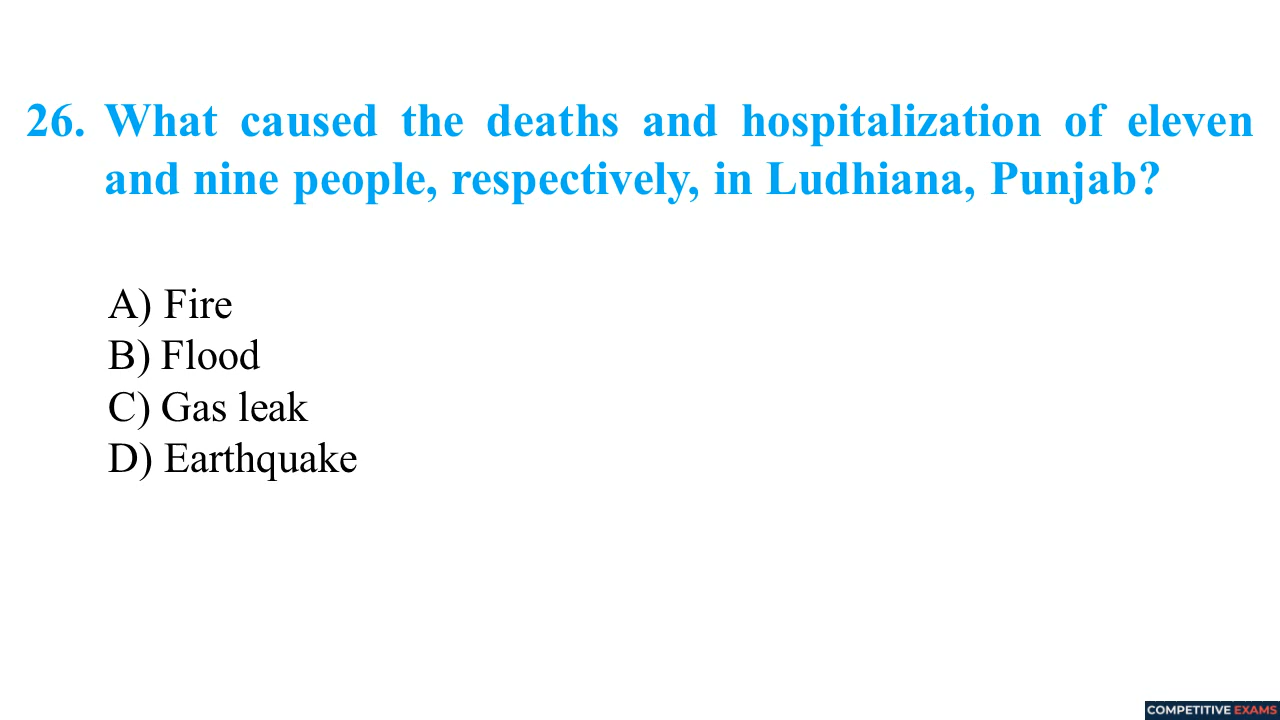 26. What caused the deaths and hospitalization of eleven
and nine people, respectively, in Ludhiana, Punjab?
A) Fire
B) Flood
C) Gas leak
D) Earthquake
COMPETITIVE EXAMS